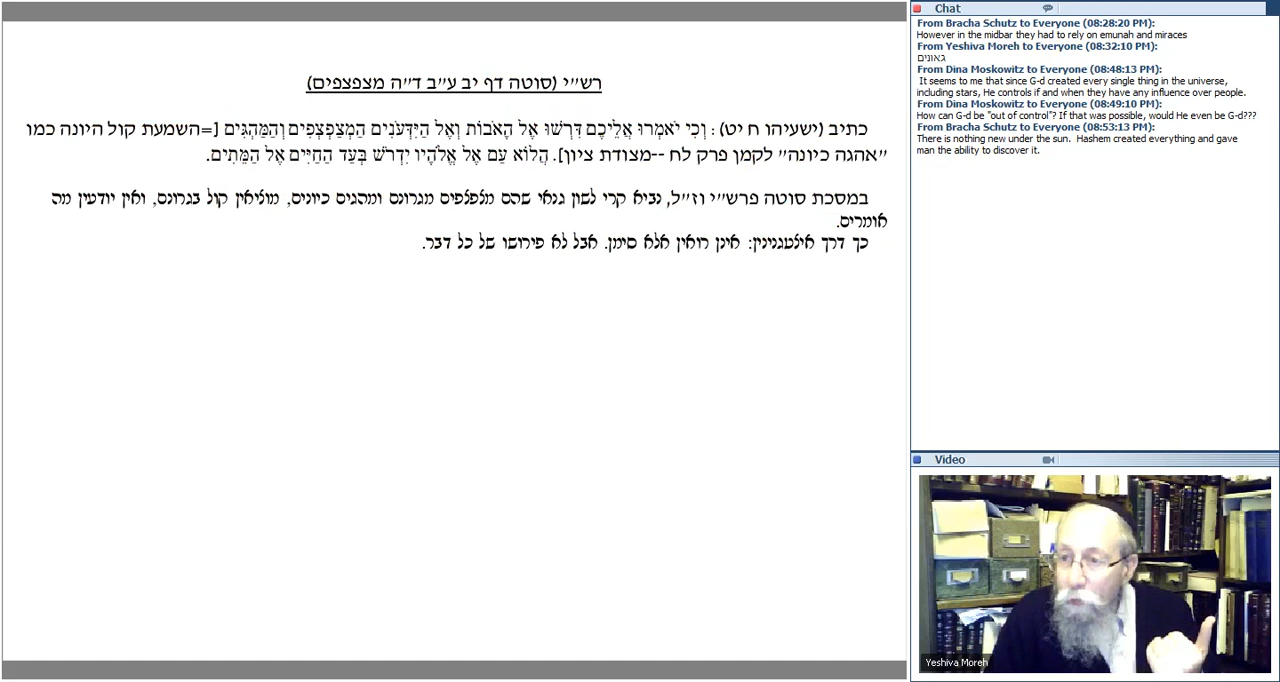 רש״י (סוטה דף יב ע״ב ד״ה מצפצפים)
כתיב (ישעיהו ח יט): וְכִי יֹאמְרוּ אֲלֵיכֶם דִּרְשׁוּ אֶל הָאֹבוֹת וְאֶל הַיִּדְּעֹנִים הַמְצַפְצְפִים וְהַמַּהְגִּים [=השמעת קול היונה כמו
״אהגה כיונה״ לקמן פרק לח --מצודת ציון]. הֲלוֹא עַם אֶל אֱלֹהָיו יִדְרֹשׁ בְּעַד הַחַיִּים אֶל הַמֵּתִים.
במסכת סוטה פרש״י וז״ל, נביא קרי לשון גנאי שהם מצפצפים מגרונם ומהגים כיונים, מוציאין קול בגרונם, ואין יודעין מה
אומרים.
כך דרך איצטגנינין: אינן רואין אלא סימן. אבל לא פירושו של כל דבר.
Chat
From Bracha Schutz to Everyone (08:28:20 PM):
However in the midbar they had to rely on emunah and miraces
From Yeshiva Moreh to Everyone (08:32:10 PM):
גאונים
From Dina Moskowitz to Everyone (08:48:13 PM):
It seems to me that since G-d created every single thing in the universe,
including stars, He controls if and when they have any influence over people.
From Dina Moskowitz to Everyone (08:49:10 PM):
How can G-d be "out of control"? If that was possible, would He even be G-d???
From Bracha Schutz to Everyone (08:53:13 PM):
There is nothing new under the sun. Hashem created everything and gave
man the ability to discover it.
Video
Yeshiva Moreh